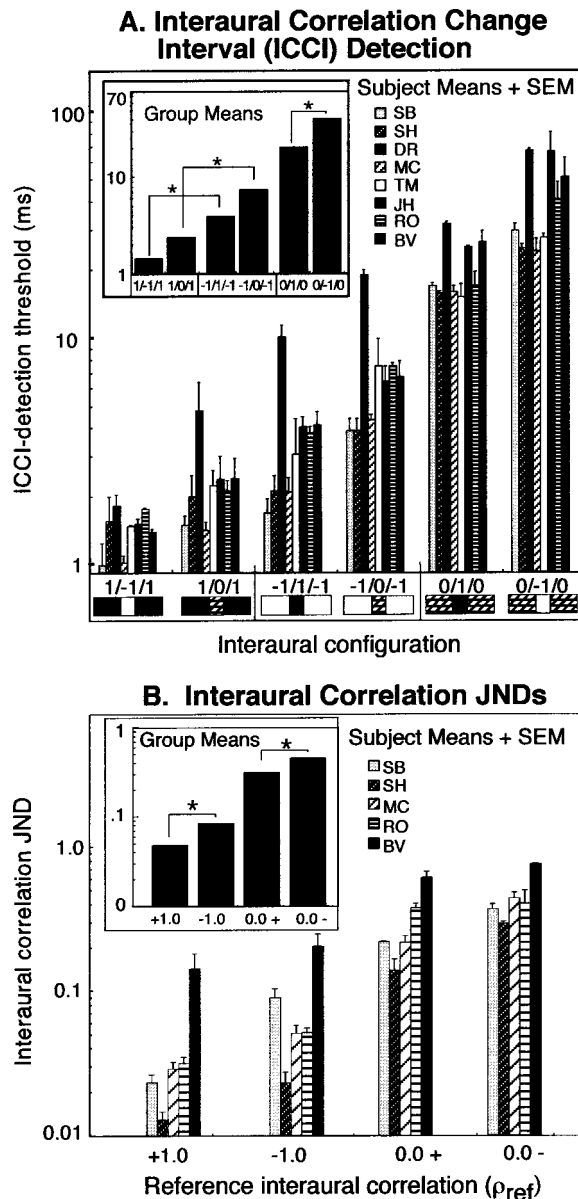 A. Interaural Correlation Change
Interval (ICCI) Detection
Subject Means + SEM
SB
SH
DR
MC
TM
JH
RO
BV
Group Means
70
10
1
* * *
1/-1/1 1/0/1 -1/1/-1 -1/0/-1 0/1/0 0/-1/0
ICCI-detection threshold (ms)
100
10
1
1/-1/1 1/0/1 -1/1/-1 -1/0/-1 0/1/0 0/-1/0
Interaural configuration
B. Interaural Correlation JNDs
Subject Means + SEM
SB
SH
MC
RO
BV
Group Means
1
.1
0
* *
+1.0 -1.0 0.0 + 0.0 -
Interaural correlation JND
1.0
0.1
0.01
+1.0 -1.0 0.0 + 0.0 -
Reference interaural correlation (ρref)